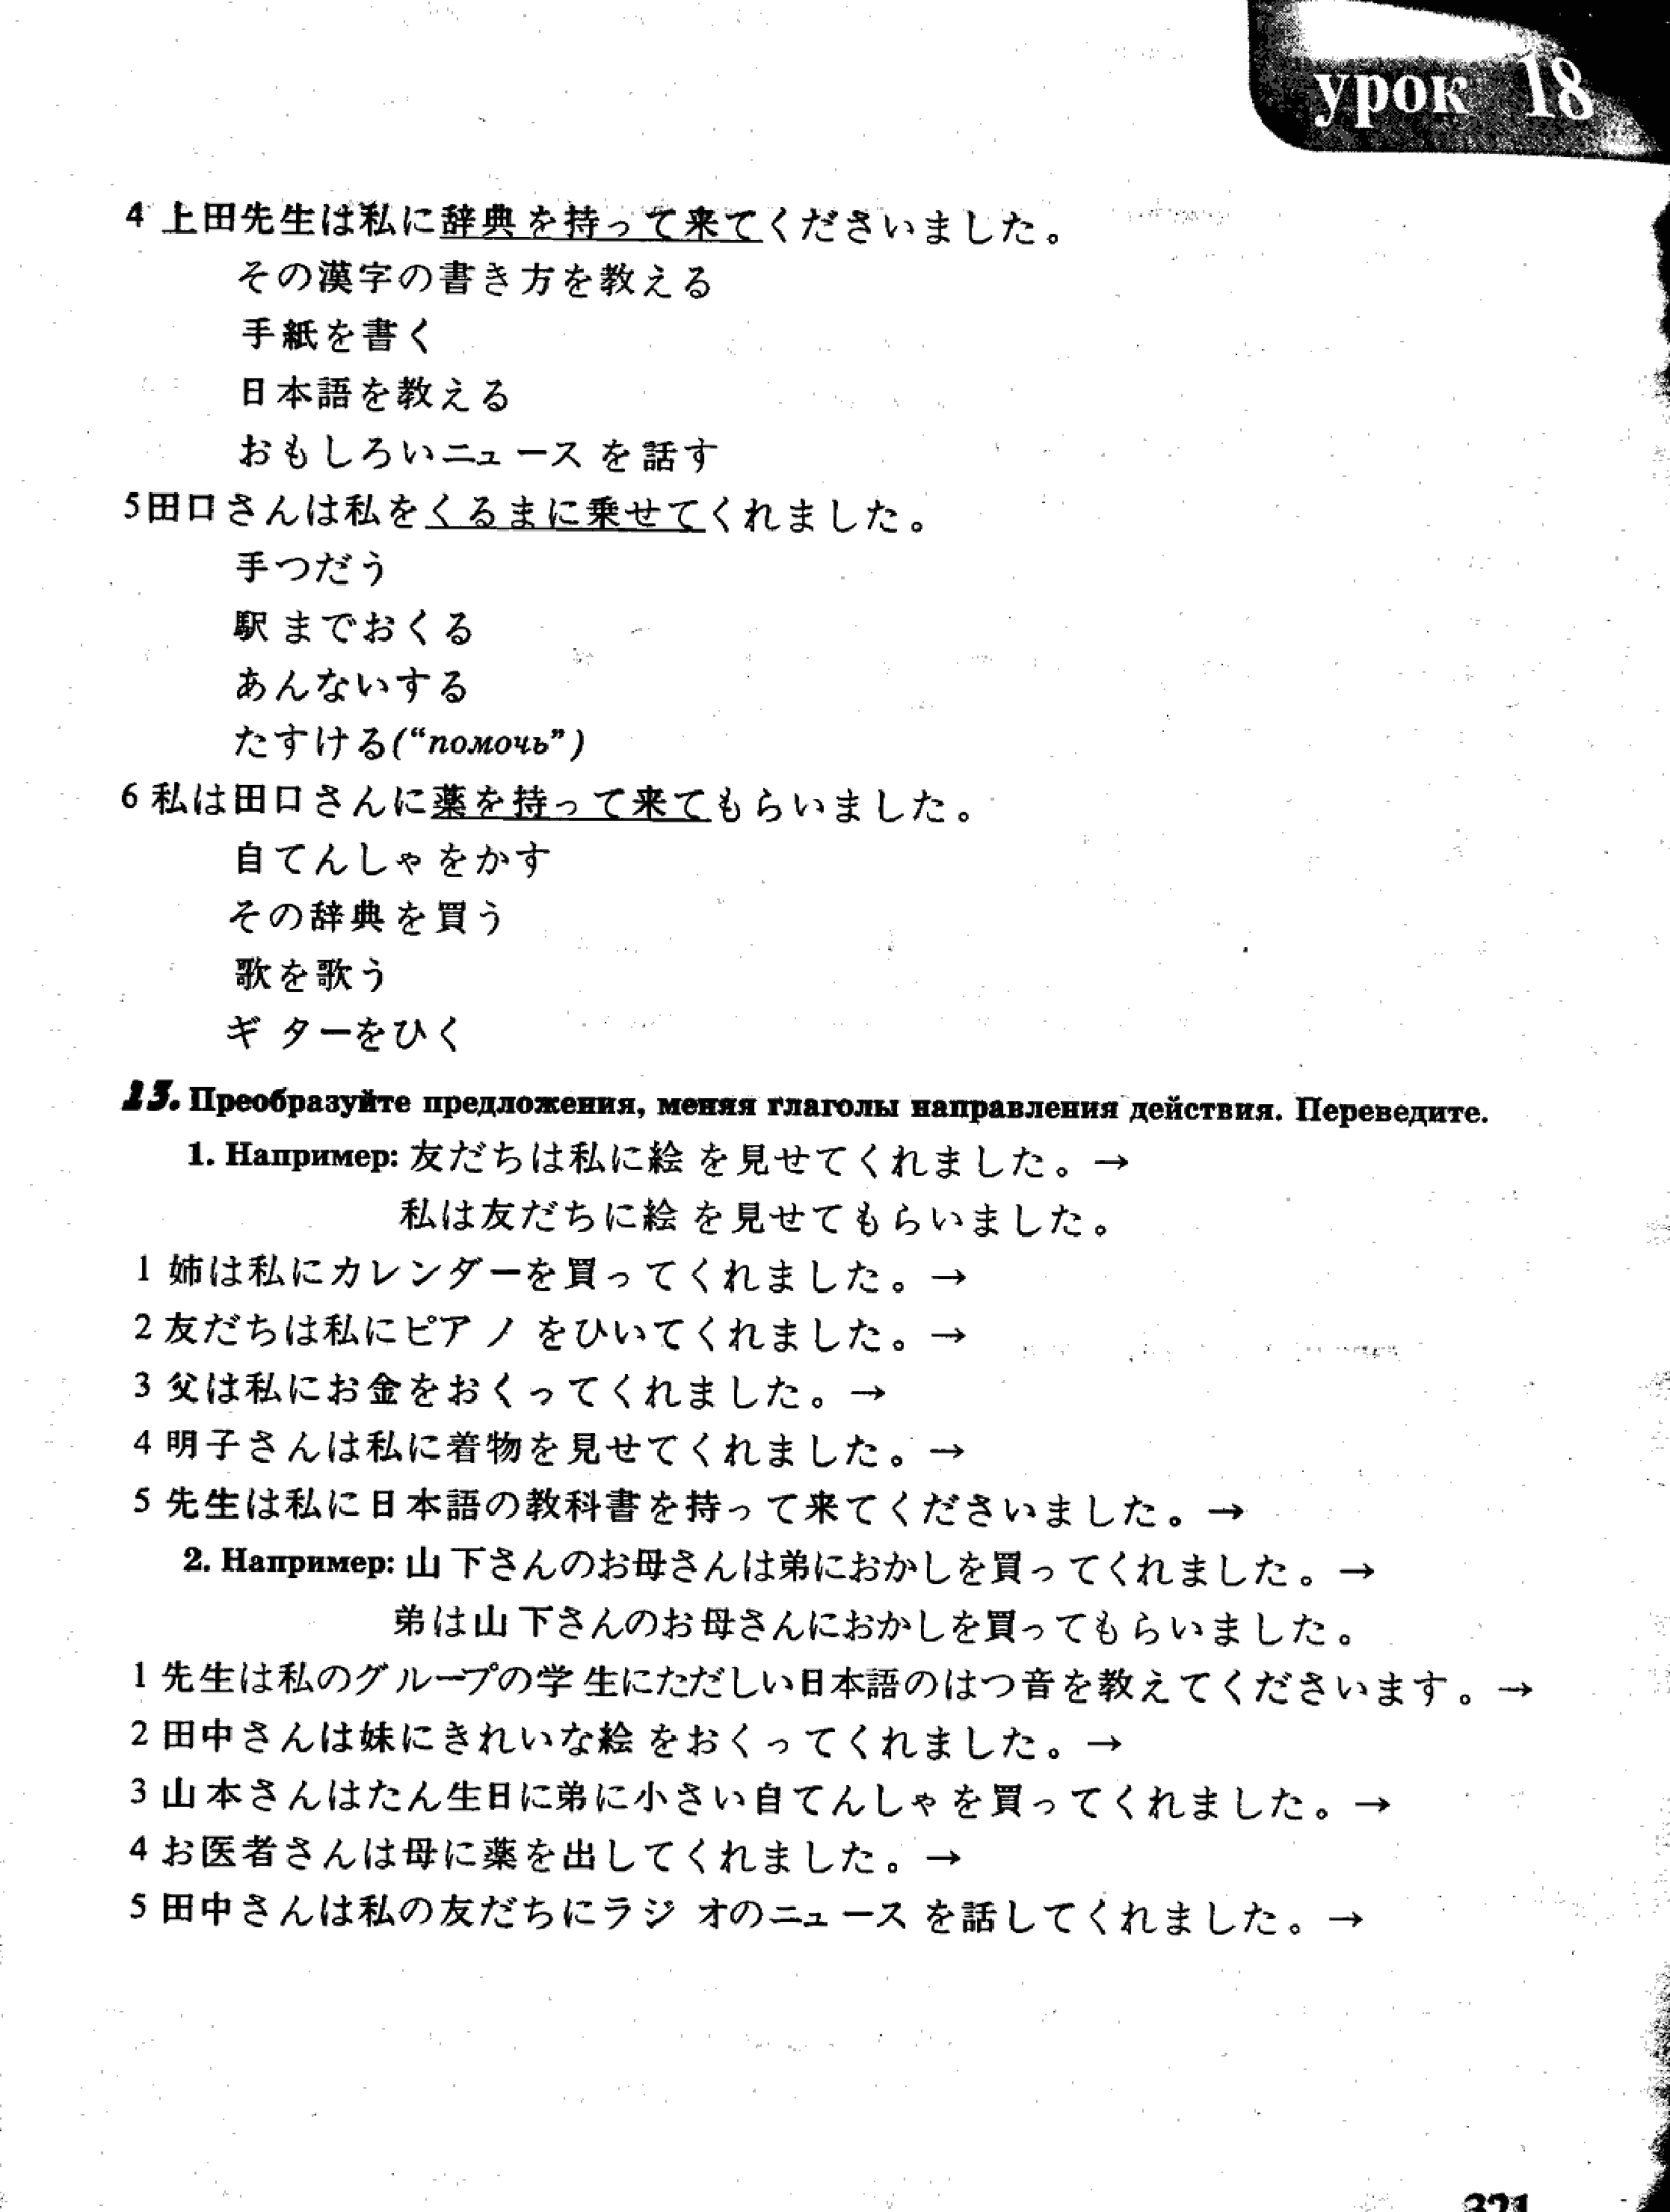 урок 18
4 上田先生は私に辞典を持って来てくださいました。
その漢字の書き方を教える
手紙を書く
日本語を教える
おもしろいニュースを話す
5 田口さんは私をくるまに乗せてくれました。
手つだう
駅までおくる
あんないする
たすける(“помочь”)
6 私は田口さんに薬を持って来てもらいました。
自てんしゃをかす
その辞典を買う
歌を歌う
ギターをひく
13. Преобразуйте предложения, меняя глаголы направления действия. Переведите.
1. Например: 友だちは私に絵を見せてくれました。→
私は友だちに絵を見せてもらいました。
1 姉は私にカレンダーを買ってくれました。→
2 友だちは私にピアノをひいてくれました。→
3 父は私にお金をおくってくれました。→
4 明子さんは私に着物を見せてくれました。→
5 先生は私に日本語の教科書を持って来てくださいました。→
2. Например: 山下さんのお母さんは弟におかしを買ってくれました。→
弟は山下さんのお母さんにおかしを買ってもらいました。
1 先生は私のグループの学生にただしい日本語のはつ音を教えてくださいます。→
2 田中さんは妹にきれいな絵をおくってくれました。→
3 山本さんはたん生日に弟に小さい自てんしゃを買ってくれました。→
4 お医者さんは母に薬を出してくれました。→
5 田中さんは私の友だちにラジオのニュースを話してくれました。→
321